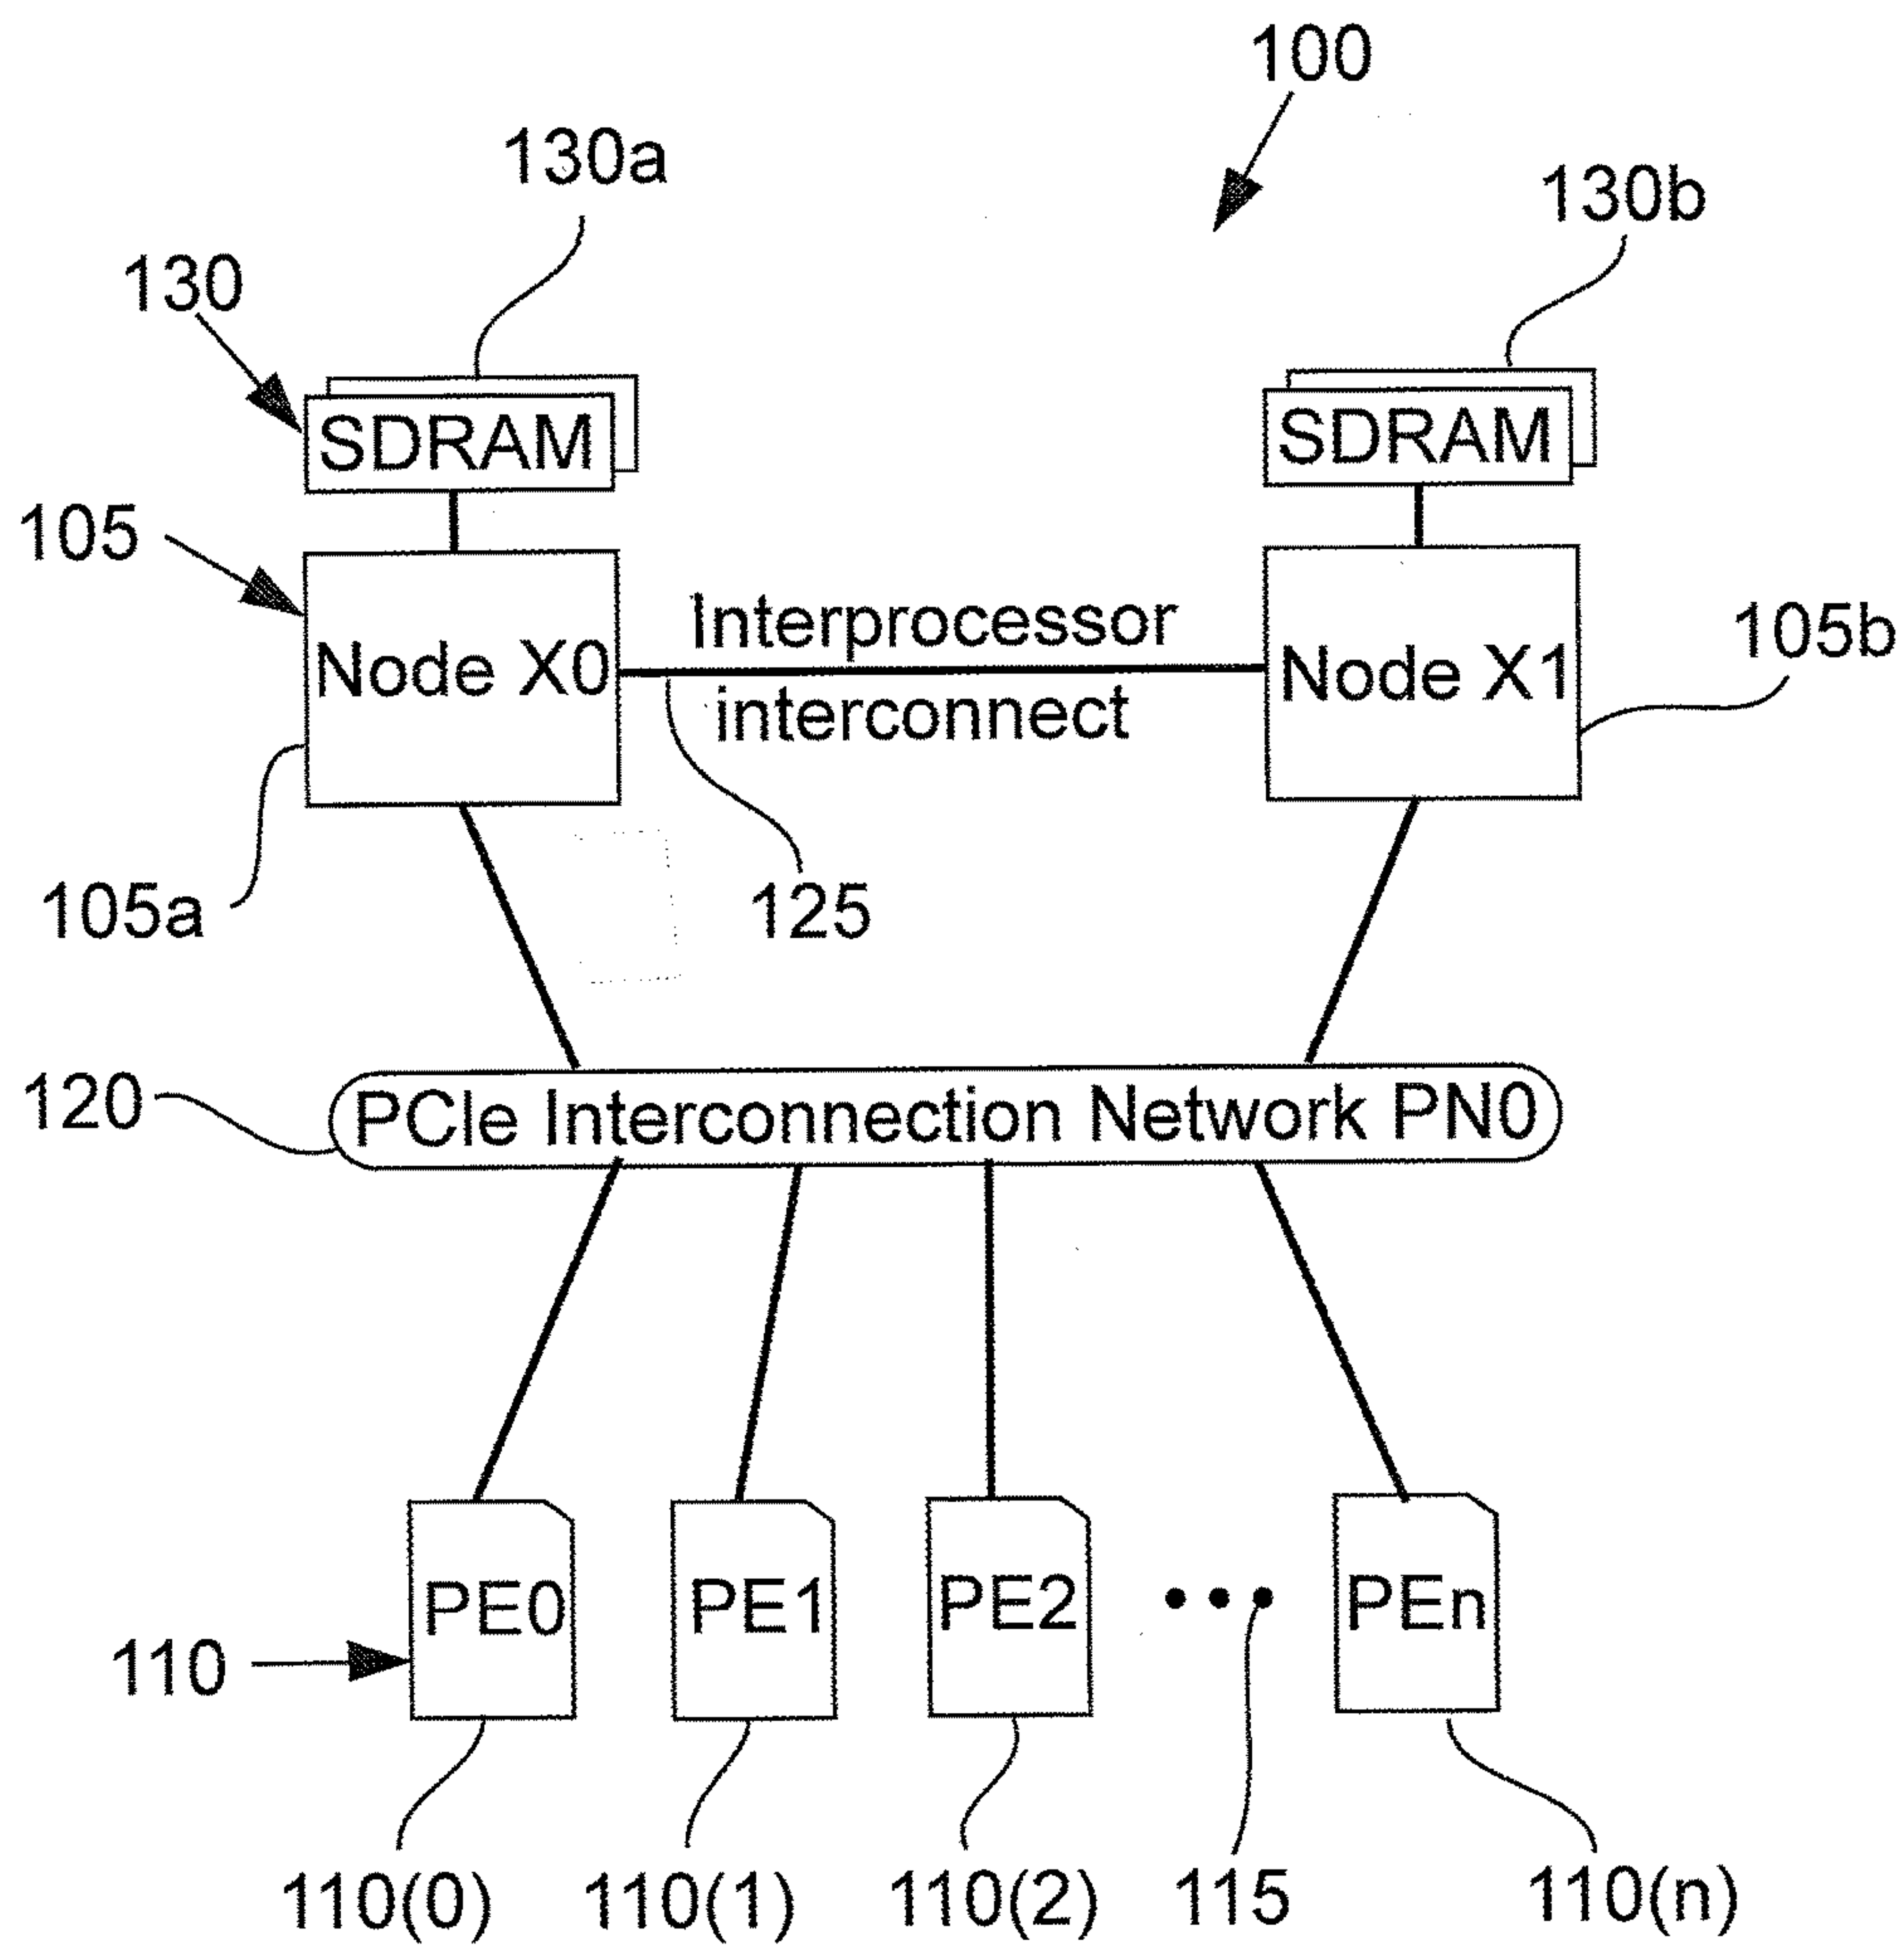 100
130a
130b
130
SDRAM
SDRAM
105
Node X0
Interprocessor
interconnect
Node X1
105b
105a
125
120
PCIe Interconnection Network PN0
PE0
PE1
PE2
•••
PEn
110
110(0)
110(1)
110(2)
115
110(n)